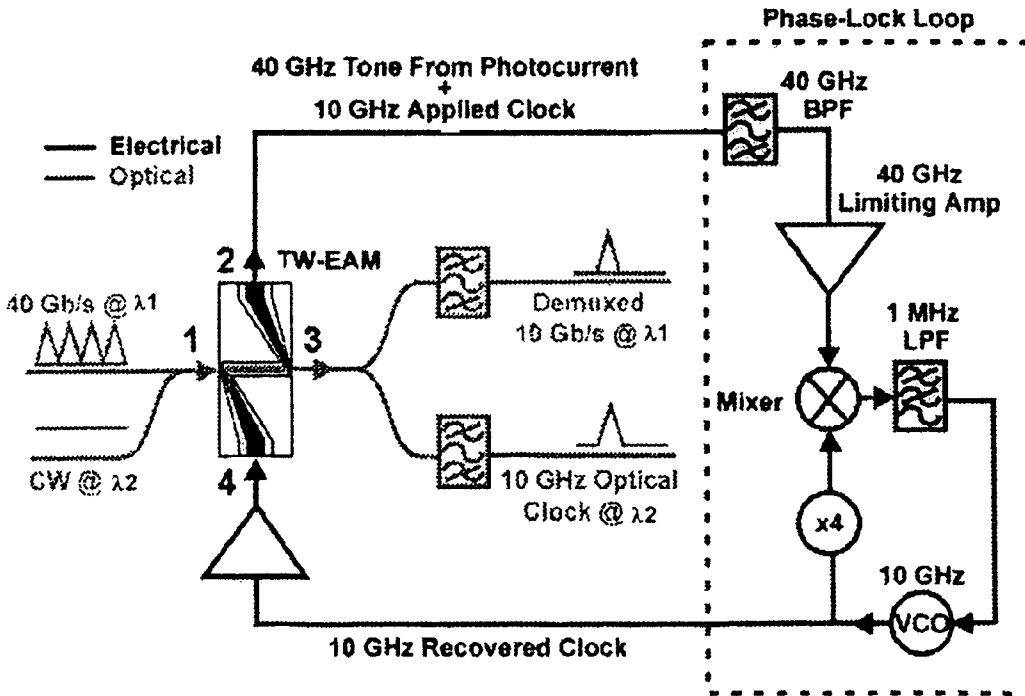 Phase-Lock Loop
40 GHz Tone From Photocurrent
+
10 GHz Applied Clock
40 GHz
BPF
Electrical
Optical
40 GHz
Limiting Amp
2
TW-EAM
40 Gb/s @ λ1
1
3
Demuxed
10 Gb/s @ λ1
1 MHz
LPF
Mixer
CW @ λ2
4
10 GHz Optical
Clock @ λ2
x4
10 GHz
VCO
10 GHz Recovered Clock